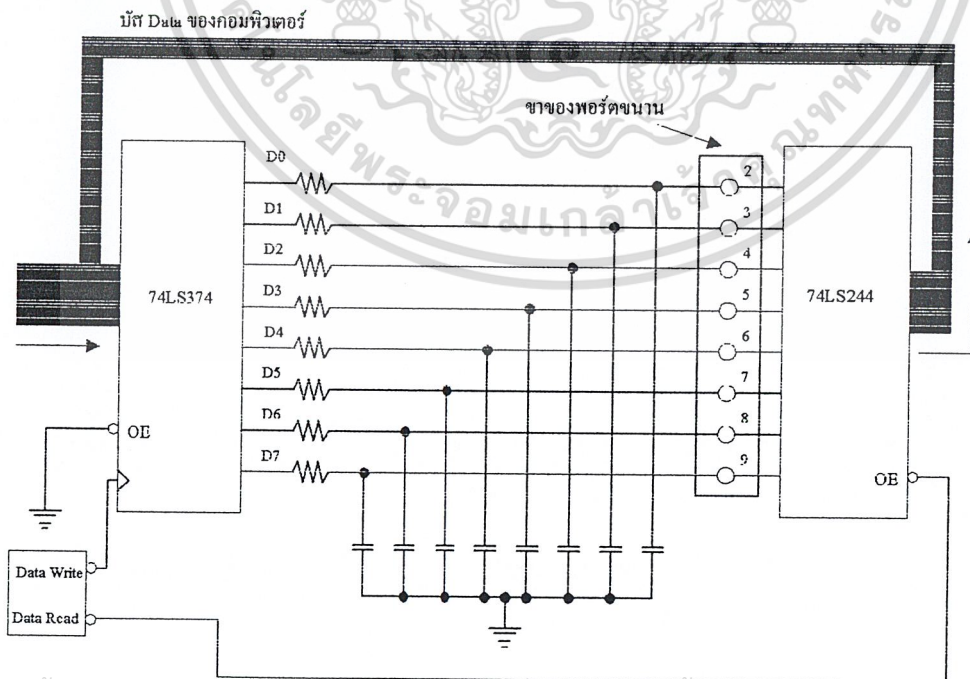 บัส Data ของกอมพิวเตอร์
ขาของพอร์ตขนาน
D0
D1
D2
D3
D4
D5
D6
D7
2
3
4
5
6
7
8
9
74LS374
74LS244
OE
OE
Data Write
Data Read